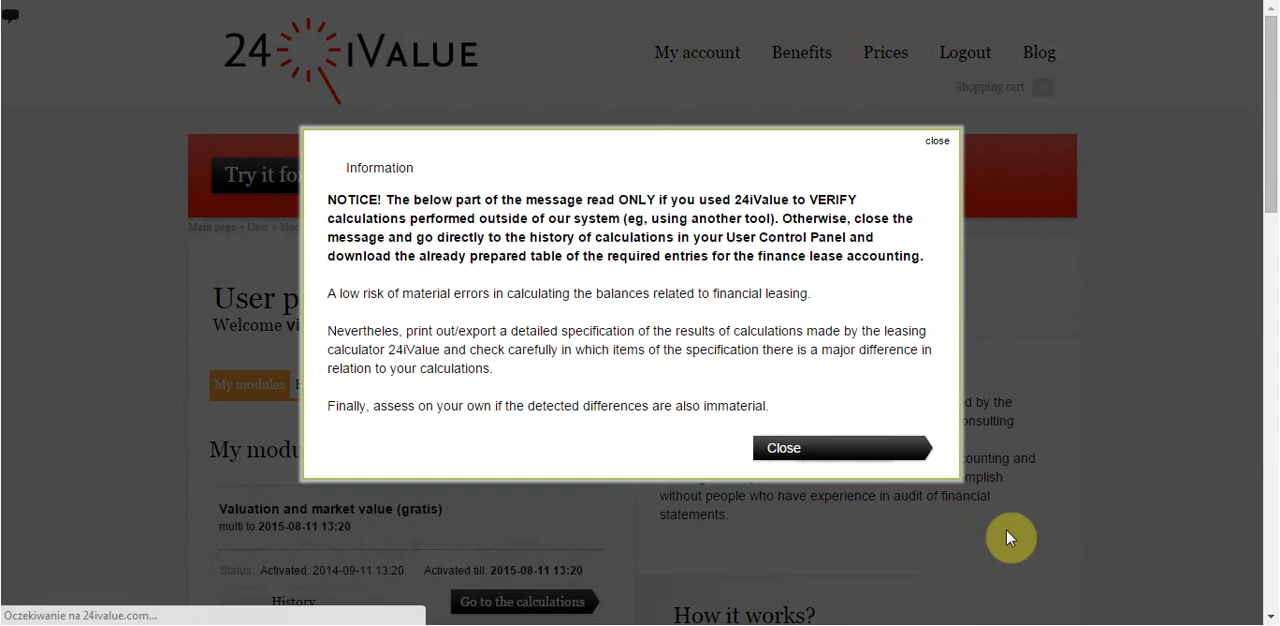 24 iVALUE
My account Benefits Prices Logout Blog
Shopping cart
close
Try it fo
Information
NOTICE! The below part of the message read ONLY if you used 24iValue to VERIFY
calculations performed outside of our system (eg, using another tool). Otherwise, close the
message and go directly to the history of calculations in your User Control Panel and
download the already prepared table of the required entries for the finance lease accounting.
Main page » User » Mod
A low risk of material errors in calculating the balances related to financial leasing.
User p
Welcome vi
Nevertheles, print out/export a detailed specification of the results of calculations made by the leasing
calculator 24iValue and check carefully in which items of the specification there is a major difference in
relation to your calculations.
My modules
Finally, assess on your own if the detected differences are also immaterial.
Close
ed by the
onsulting
My modu
counting and
mplish
without people who have experience in audit of financial
statements.
Valuation and market value (gratis)
multi to 2015-08-11 13:20
Status: Activated: 2014-09-11 13:20 Activated till: 2015-08-11 13:20
History Go to the calculations
How it works?
Oczekiwanie na 24ivalue.com...